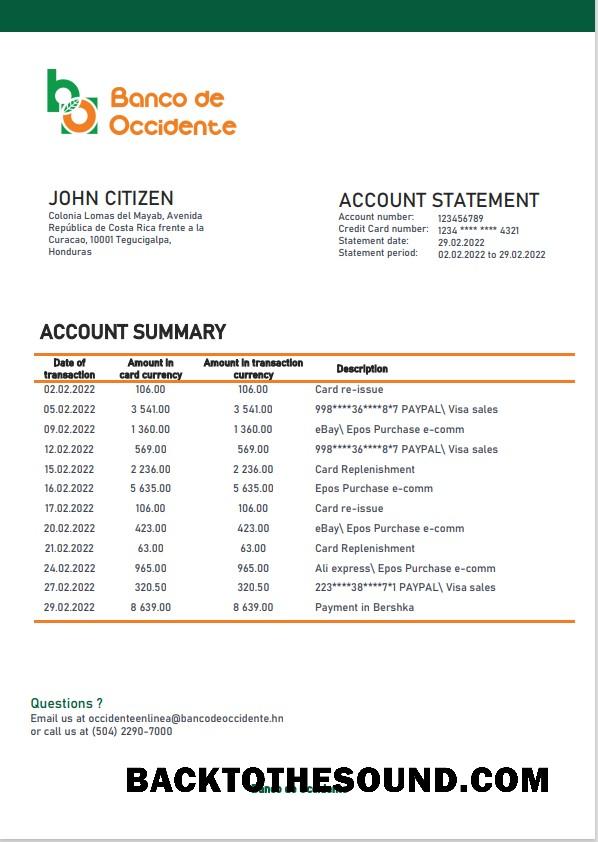 Banco de
Occidente
JOHN CITIZEN
Colonia Lomas del Mayab, Avenida
República de Costa Rica frente a la
Curacao, 10001 Tegucigalpa,
Honduras
ACCOUNT STATEMENT
Account number: 123456789
Credit Card number: 1234 **** **** 4321
Statement date: 29.02.2022
Statement period: 02.02.2022 to 29.02.2022
ACCOUNT SUMMARY
Date of transaction Amount in card currency Amount in transaction currency Description
02.02.2022 106.00 106.00 Card re-issue
05.02.2022 3 541.00 3 541.00 998****36****8*7 PAYPAL\ Visa sales
09.02.2022 1 360.00 1 360.00 eBay\ Epos Purchase e-comm
12.02.2022 569.00 569.00 998****36****8*7 PAYPAL\ Visa sales
15.02.2022 2 236.00 2 236.00 Card Replenishment
16.02.2022 5 635.00 5 635.00 Epos Purchase e-comm
17.02.2022 106.00 106.00 Card re-issue
20.02.2022 423.00 423.00 eBay\ Epos Purchase e-comm
21.02.2022 63.00 63.00 Card Replenishment
24.02.2022 965.00 965.00 Ali express\ Epos Purchase e-comm
27.02.2022 320.50 320.50 223****38****7*1 PAYPAL\ Visa sales
29.02.2022 8 639.00 8 639.00 Payment in Bershka
Questions ?
Email us at occidenteenlinea@bancodeoccidente.hn
or call us at (504) 2290-7000
BACKTOTHESOUND.COM
Banco de Occidente